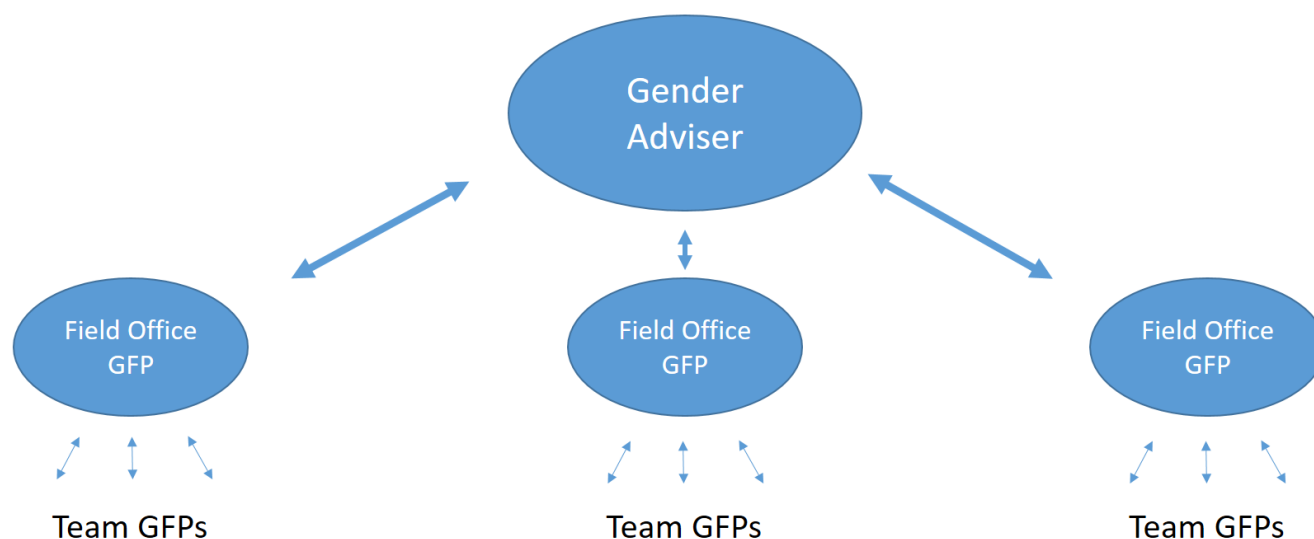 Gender
Adviser
Field Office
GFP
Field Office
GFP
Field Office
GFP
Team GFPs
Team GFPs
Team GFPs